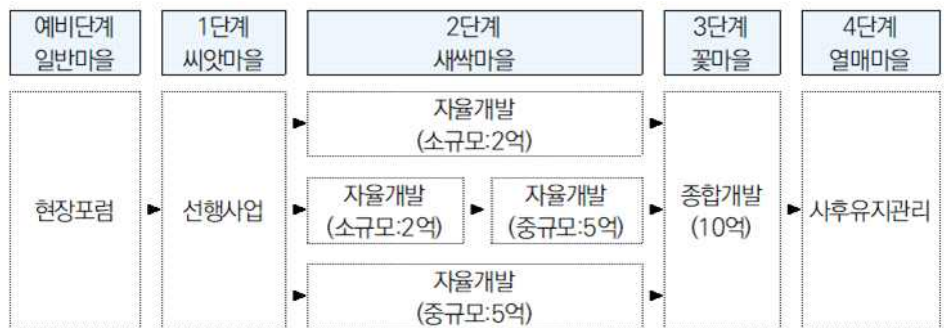 예비단계
일반마을
1단계
씨앗마을
2단계
새싹마을
3단계
꽃마을
4단계
열매마을
현장포럼
선행사업
자율개발
(소규모:2억)
자율개발
(소규모:2억)
자율개발
(중규모:5억)
자율개발
(중규모:5억)
종합개발
(10억)
사후유지관리